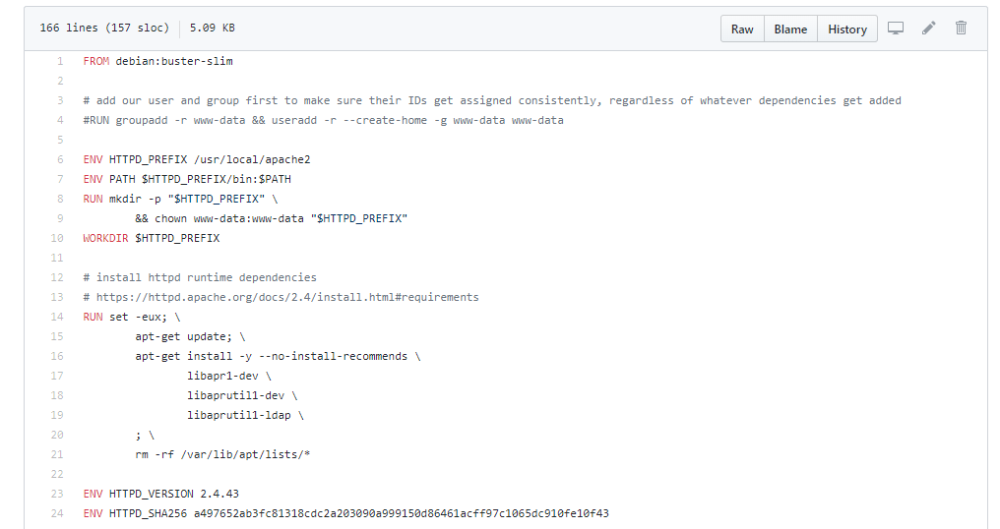 166 lines (157 sloc) 5.09 KB Raw Blame History
1 FROM debian:buster-slim
2
3 # add our user and group first to make sure their IDs get assigned consistently, regardless of whatever dependencies get added
4 #RUN groupadd -r www-data && useradd -r --create-home -g www-data www-data
5
6 ENV HTTPD_PREFIX /usr/local/apache2
7 ENV PATH $HTTPD_PREFIX/bin:$PATH
8 RUN mkdir -p "$HTTPD_PREFIX" \
9 && chown www-data:www-data "$HTTPD_PREFIX"
10 WORKDIR $HTTPD_PREFIX
11
12 # install httpd runtime dependencies
13 # https://httpd.apache.org/docs/2.4/install.html#requirements
14 RUN set -eux; \
15 apt-get update; \
16 apt-get install -y --no-install-recommends \
17 libapr1-dev \
18 libaprutil1-dev \
19 libaprutil1-ldap \
20 ; \
21 rm -rf /var/lib/apt/lists/*
22
23 ENV HTTPD_VERSION 2.4.43
24 ENV HTTPD_SHA256 a497652ab3fc81318cdc2a203090a999150d86461acff97c1065dc910fe10f43